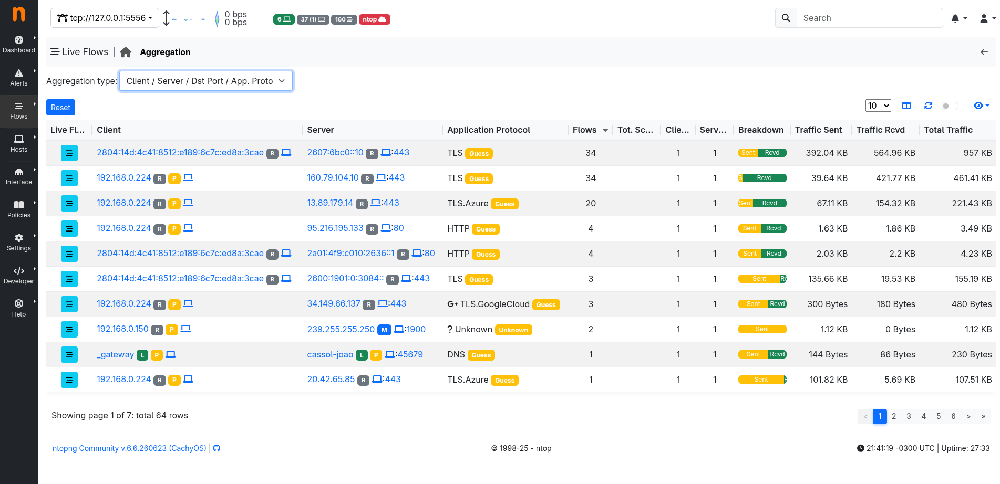 n
tcp://127.0.0.1:5556
0 bps
0 bps
6
37 (1)
160
ntop
Search
Dashboard
Alerts
Flows
Hosts
Interface
Policies
Settings
Developer
Help
Live Flows | Aggregation
Aggregation type: Client / Server / Dst Port / App. Proto
Reset
10
Live Fl... Client Server Application Protocol Flows Tot. Sc... Clie... Serv... Breakdown Traffic Sent Traffic Rcvd Total Traffic
2804:14d:4c41:8512:e189:6c7c:ed8a:3cae R 2607:6bc0::10 R :443 TLS Guess 34 1 1 Sent Rcvd 392.04 KB 564.96 KB 957 KB
192.168.0.224 R P 160.79.104.10 R :443 TLS Guess 34 1 1 S Rcvd 39.64 KB 421.77 KB 461.41 KB
192.168.0.224 R P 13.89.179.14 R :443 TLS.Azure Guess 20 1 1 Sent Rcvd 67.11 KB 154.32 KB 221.43 KB
192.168.0.224 R P 95.216.195.133 R :80 HTTP Guess 4 1 1 Sent Rcvd 1.63 KB 1.86 KB 3.49 KB
2804:14d:4c41:8512:e189:6c7c:ed8a:3cae R 2a01:4f9:c010:2636::1 R :80 HTTP Guess 4 1 1 Sent Rcvd 2.03 KB 2.2 KB 4.23 KB
2804:14d:4c41:8512:e189:6c7c:ed8a:3cae R 2600:1901:0:3084:: R :443 TLS Guess 3 1 1 Sent Rc 135.66 KB 19.53 KB 155.19 KB
192.168.0.224 R P 34.149.66.137 R :443 G+ TLS.GoogleCloud Guess 3 1 1 Sent Rcvd 300 Bytes 180 Bytes 480 Bytes
192.168.0.150 R P 239.255.255.250 M :1900 ? Unknown Unknown 2 1 1 Sent 1.12 KB 0 Bytes 1.12 KB
_gateway L P cassol-joao L P :45679 DNS Guess 1 1 1 Sent Rcvd 144 Bytes 86 Bytes 230 Bytes
192.168.0.224 R P 20.42.65.85 R :443 TLS.Azure Guess 1 1 1 Sent R 101.82 KB 5.69 KB 107.51 KB
Showing page 1 of 7: total 64 rows
< 1 2 3 4 5 6 > »
ntopng Community v.6.6.260623 (CachyOS) |
© 1998-25 - ntop
21:41:19 -0300 UTC | Uptime: 27:33